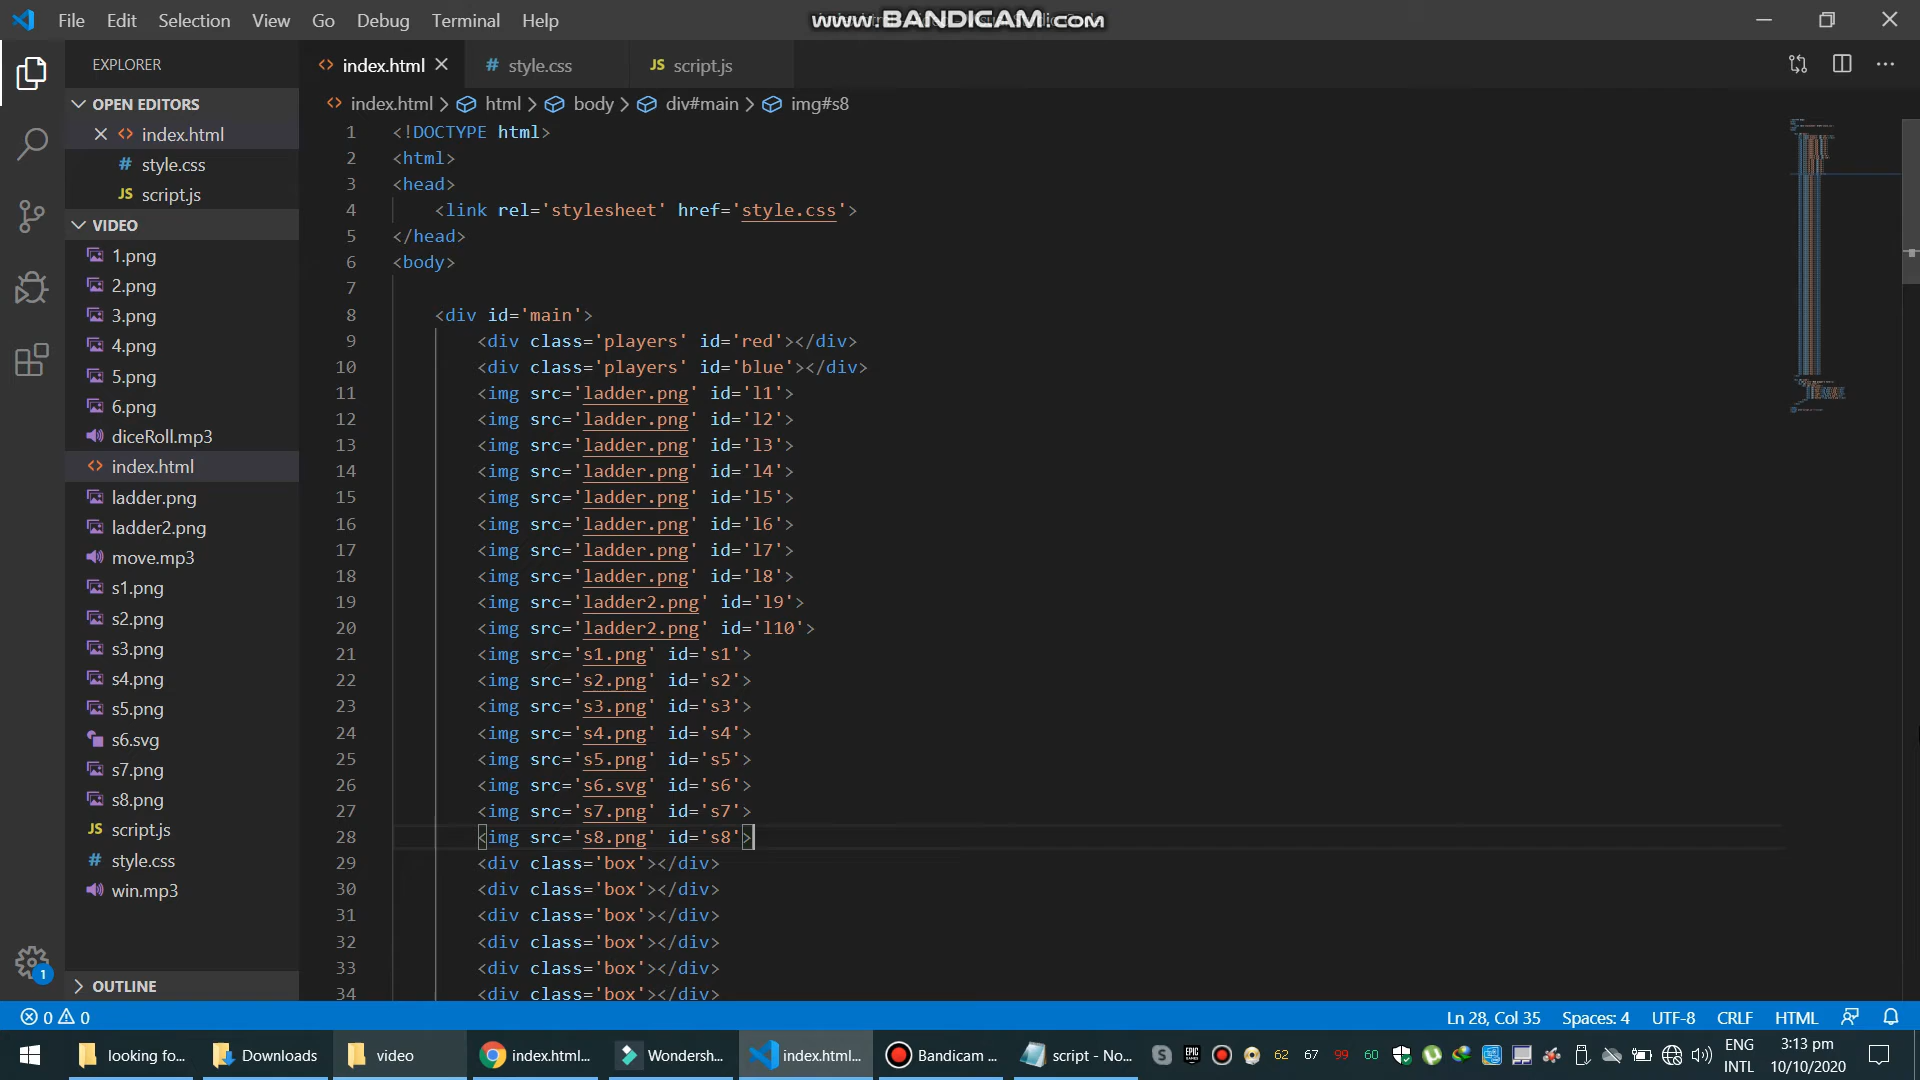 File Edit Selection View Go Debug Terminal Help
www.BANDICAM.com
EXPLORER
index.html
style.css
JS script.js
OPEN EDITORS
index.html
# style.css
JS script.js
VIDEO
1.png
2.png
3.png
4.png
5.png
6.png
diceRoll.mp3
index.html
ladder.png
ladder2.png
move.mp3
s1.png
s2.png
s3.png
s4.png
s5.png
s6.svg
s7.png
s8.png
JS script.js
# style.css
win.mp3
OUTLINE
index.html > html > body > div#main > img#s8
1 <!DOCTYPE html>
2 <html>
3 <head>
4 <link rel='stylesheet' href='style.css'>
5 </head>
6 <body>
7
8 <div id='main'>
9 <div class='players' id='red'></div>
10 <div class='players' id='blue'></div>
11 <img src='ladder.png' id='l1'>
12 <img src='ladder.png' id='l2'>
13 <img src='ladder.png' id='l3'>
14 <img src='ladder.png' id='l4'>
15 <img src='ladder.png' id='l5'>
16 <img src='ladder.png' id='l6'>
17 <img src='ladder.png' id='l7'>
18 <img src='ladder.png' id='l8'>
19 <img src='ladder2.png' id='l9'>
20 <img src='ladder2.png' id='l10'>
21 <img src='s1.png' id='s1'>
22 <img src='s2.png' id='s2'>
23 <img src='s3.png' id='s3'>
24 <img src='s4.png' id='s4'>
25 <img src='s5.png' id='s5'>
26 <img src='s6.svg' id='s6'>
27 <img src='s7.png' id='s7'>
28 <img src='s8.png' id='s8'>
29 <div class='box'></div>
30 <div class='box'></div>
31 <div class='box'></div>
32 <div class='box'></div>
33 <div class='box'></div>
34 <div class='box'></div>
1
0 0
Ln 28, Col 35 Spaces: 4 UTF-8 CRLF HTML
looking fo... Downloads video index.html... Wondersh... index.html... Bandicam ... script - No...
62 67 99 60
ENG
INTL
3:13 pm
10/10/2020